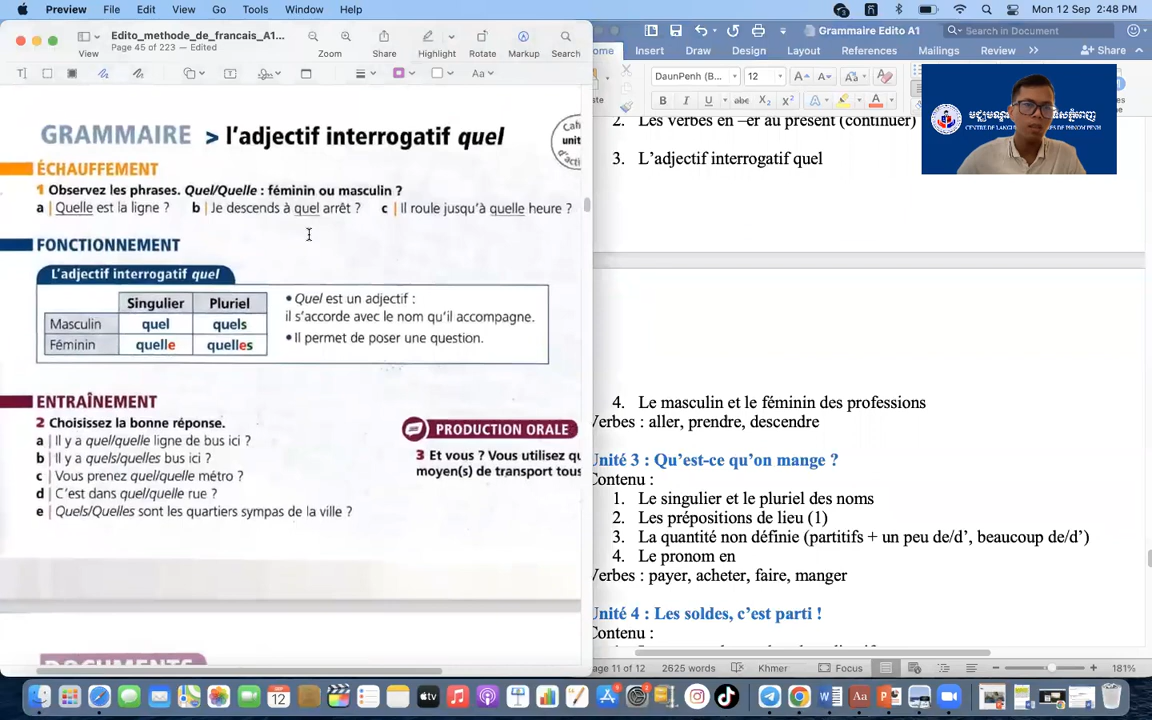 Preview File Edit View Go Tools Window Help
Mon 12 Sep 2:48 PM
Edito_methode_de_francais_A1...
Page 45 of 223 – Edited
View Zoom Share Highlight Rotate Markup Search
Aa
GRAMMAIRE > l'adjectif interrogatif quel
Cah
unit
d'acti
ÉCHAUFFEMENT
1 Observez les phrases. Quel/Quelle : féminin ou masculin ?
a | Quelle est la ligne ? b | Je descends à quel arrêt ? c | Il roule jusqu'à quelle heure ?
FONCTIONNEMENT
L'adjectif interrogatif quel
Singulier Pluriel
Masculin quel quels
Féminin quelle quelles
• Quel est un adjectif :
il s'accorde avec le nom qu'il accompagne.
• Il permet de poser une question.
ENTRAÎNEMENT
2 Choisissez la bonne réponse.
a | Il y a quel/quelle ligne de bus ici ?
b | Il y a quels/quelles bus ici ?
c | Vous prenez quel/quelle métro ?
d | C'est dans quel/quelle rue ?
e | Quels/Quelles sont les quartiers sympas de la ville ?
PRODUCTION ORALE
3 Et vous ? Vous utilisez qu
moyen(s) de transport tous
DOCUMENTS
Grammaire Edito A1
Search in Document
ome Insert Draw Design Layout References Mailings Review Share
DaunPenh (B... 12
B I U abc X₂ X²
2. Les verbes en –er au présent (continuer)
3. L'adjectif interrogatif quel
4. Le masculin et le féminin des professions
Verbes : aller, prendre, descendre
Unité 3 : Qu'est-ce qu'on mange ?
Contenu :
1. Le singulier et le pluriel des noms
2. Les prépositions de lieu (1)
3. La quantité non définie (partitifs + un peu de/d', beaucoup de/d')
4. Le pronom en
Verbes : payer, acheter, faire, manger
Unité 4 : Les soldes, c'est parti !
Contenu :
age 11 of 12 2625 words Khmer Focus 181%